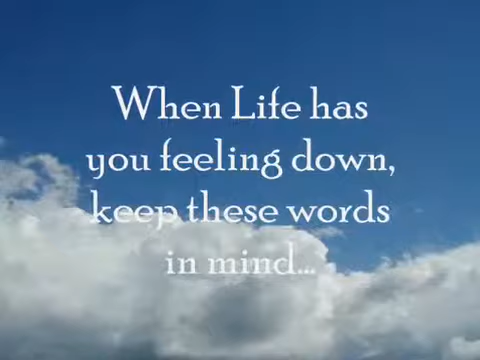 When Life has
you feeling down,
keep these words
in mind...